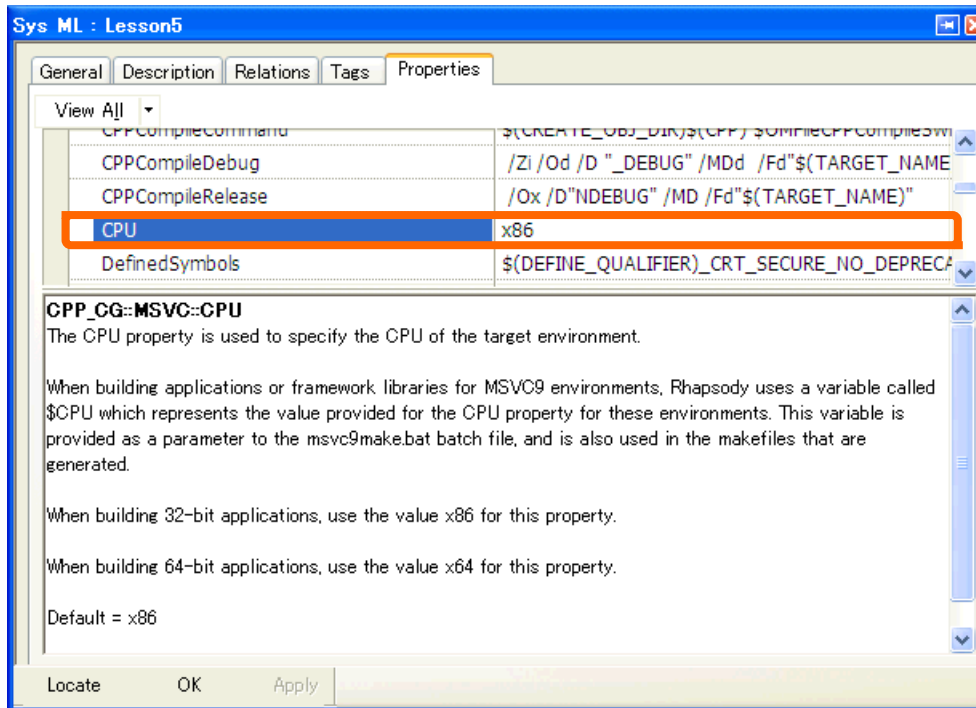 Sys ML : Lesson5
General Description Relations Tags Properties
View All
CPPCompileCommand $(CREATE_OBJ_DIR)$(CPP) $OMFileCPPCompileSwi
CPPCompileDebug /Zi /Od /D "_DEBUG" /MDd /Fd"$(TARGET_NAME
CPPCompileRelease /Ox /D"NDEBUG" /MD /Fd"$(TARGET_NAME)"
CPU x86
DefinedSymbols $(DEFINE_QUALIFIER)_CRT_SECURE_NO_DEPRECA
CPP_CG::MSVC::CPU
The CPU property is used to specify the CPU of the target environment.
When building applications or framework libraries for MSVC9 environments, Rhapsody uses a variable called
$CPU which represents the value provided for the CPU property for these environments. This variable is
provided as a parameter to the msvc9make.bat batch file, and is also used in the makefiles that are
generated.
When building 32-bit applications, use the value x86 for this property.
When building 64-bit applications, use the value x64 for this property.
Default = x86
Locate OK Apply